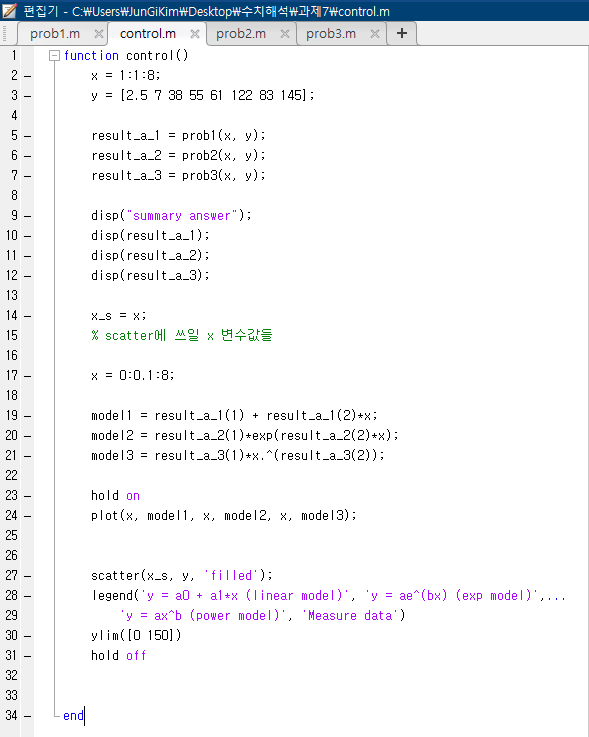 편집기 - C:₩Users₩JunGiKim₩Desktop₩수치해석₩과제7₩control.m
prob1.m × control.m × prob2.m × prob3.m × +
1 function control()
2 – x = 1:1:8;
3 – y = [2.5 7 38 55 61 122 83 145];
4
5 – result_a_1 = prob1(x, y);
6 – result_a_2 = prob2(x, y);
7 – result_a_3 = prob3(x, y);
8
9 – disp("summary answer");
10 – disp(result_a_1);
11 – disp(result_a_2);
12 – disp(result_a_3);
13
14 – x_s = x;
15 % scatter에 쓰일 x 변수값들
16
17 – x = 0:0.1:8;
18
19 – model1 = result_a_1(1) + result_a_1(2)*x;
20 – model2 = result_a_2(1)*exp(result_a_2(2)*x);
21 – model3 = result_a_3(1)*x.^(result_a_3(2));
22
23 – hold on
24 – plot(x, model1, x, model2, x, model3);
25
26
27 – scatter(x_s, y, 'filled');
28 – legend('y = a0 + a1*x (linear model)', 'y = ae^(bx) (exp model)',...
29 'y = ax^b (power model)', 'Measure data')
30 – ylim([0 150])
31 – hold off
32
33
34 – end